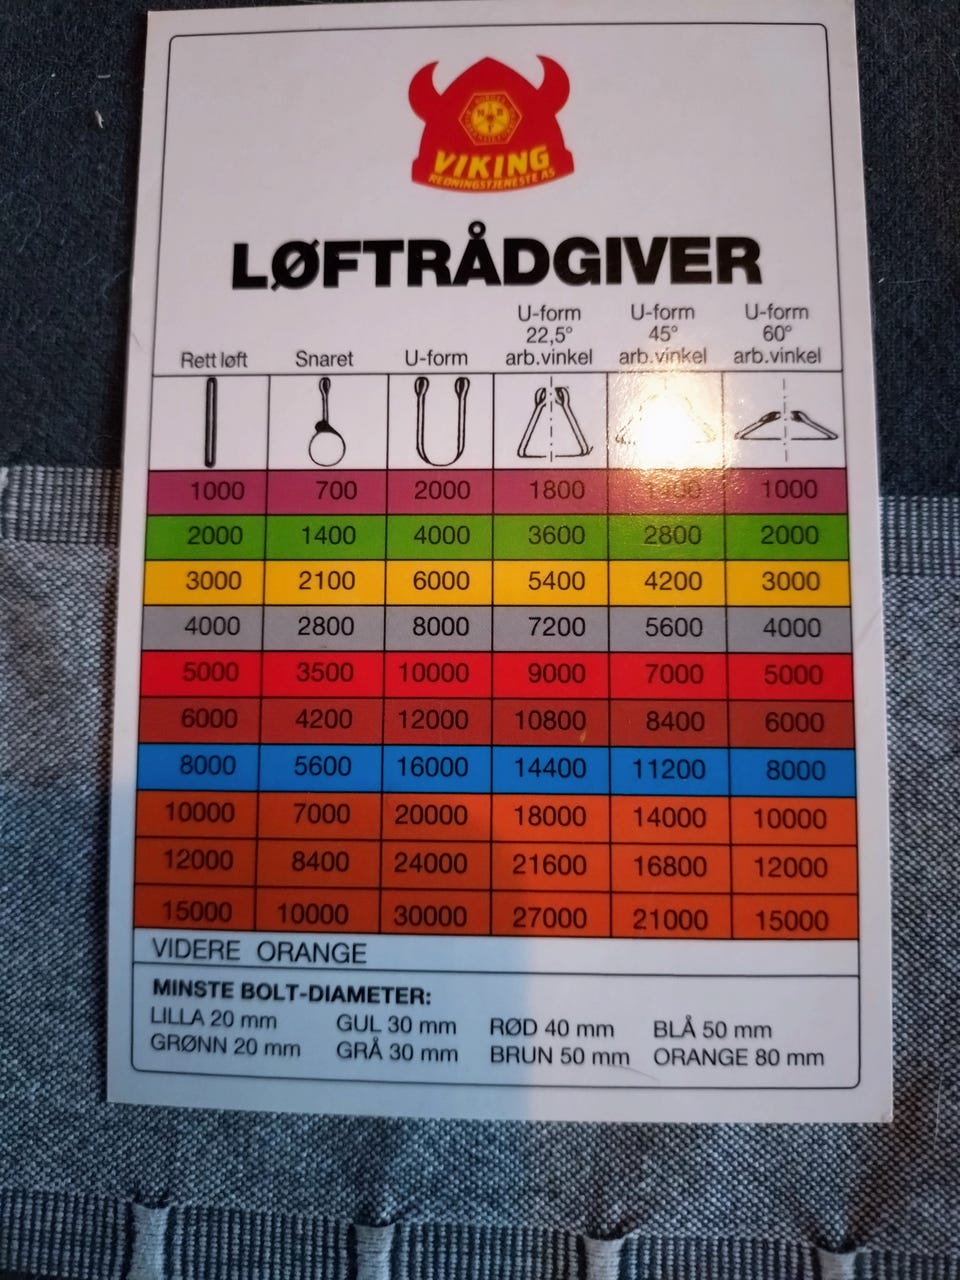 VIKING
REDNINGSTJENESTE AS
LØFTRÅDGIVER
Rett løft Snaret U-form U-form 22,5° arb.vinkel U-form 45° arb.vinkel U-form 60° arb.vinkel
1000 700 2000 1800 1400 1000
2000 1400 4000 3600 2800 2000
3000 2100 6000 5400 4200 3000
4000 2800 8000 7200 5600 4000
5000 3500 10000 9000 7000 5000
6000 4200 12000 10800 8400 6000
8000 5600 16000 14400 11200 8000
10000 7000 20000 18000 14000 10000
12000 8400 24000 21600 16800 12000
15000 10000 30000 27000 21000 15000
VIDERE ORANGE
MINSTE BOLT-DIAMETER:
LILLA 20 mm GUL 30 mm RØD 40 mm BLÅ 50 mm
GRØNN 20 mm GRÅ 30 mm BRUN 50 mm ORANGE 80 mm